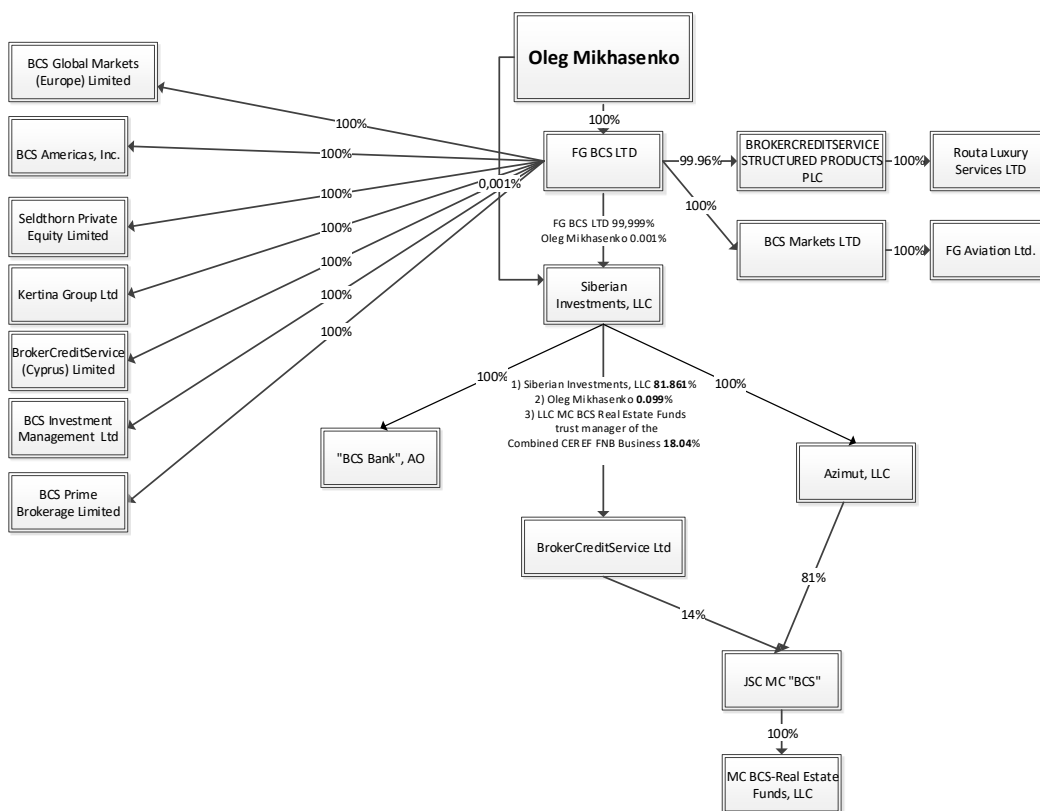 Oleg Mikhasenko
BCS Global Markets
(Europe) Limited
100%
100%
BCS Americas, Inc.
100%
FG BCS LTD
99.96%
BROKERCREDITSERVICE
STRUCTURED PRODUCTS
PLC
100%
Routa Luxury
Services LTD
0,001%
100%
100%
Seldthorn Private
Equity Limited
100%
FG BCS LTD 99,999%
Oleg Mikhasenko 0.001%
BCS Markets LTD
100%
FG Aviation Ltd.
100%
Kertina Group Ltd
100%
Siberian
Investments, LLC
100%
100%
BrokerCreditService
(Cyprus) Limited
BCS Investment
Management Ltd
BCS Prime
Brokerage Limited
100%
1) Siberian Investments, LLC 81.861%
2) Oleg Mikhasenko 0.099%
3) LLC MC BCS Real Estate Funds
trust manager of the
Combined CEREF FNB Business 18.04%
100%
"BCS Bank", AO
Azimut, LLC
BrokerCreditService Ltd
81%
14%
JSC MC "BCS"
100%
MC BCS-Real Estate
Funds, LLC